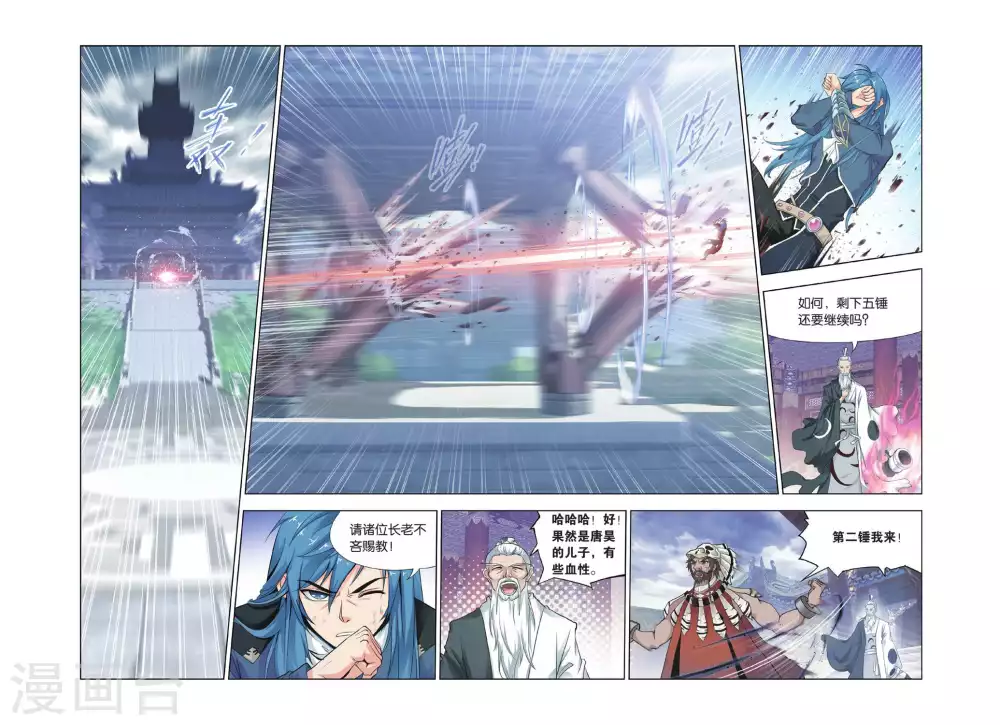 轰!
嘭!
嘭!
如何，剩下五锤
还要继续吗？
请诸位长老不
吝赐教！
哈哈哈！好！
果然是唐昊
的儿子，有
些血性。
第二锤我来！
漫画台